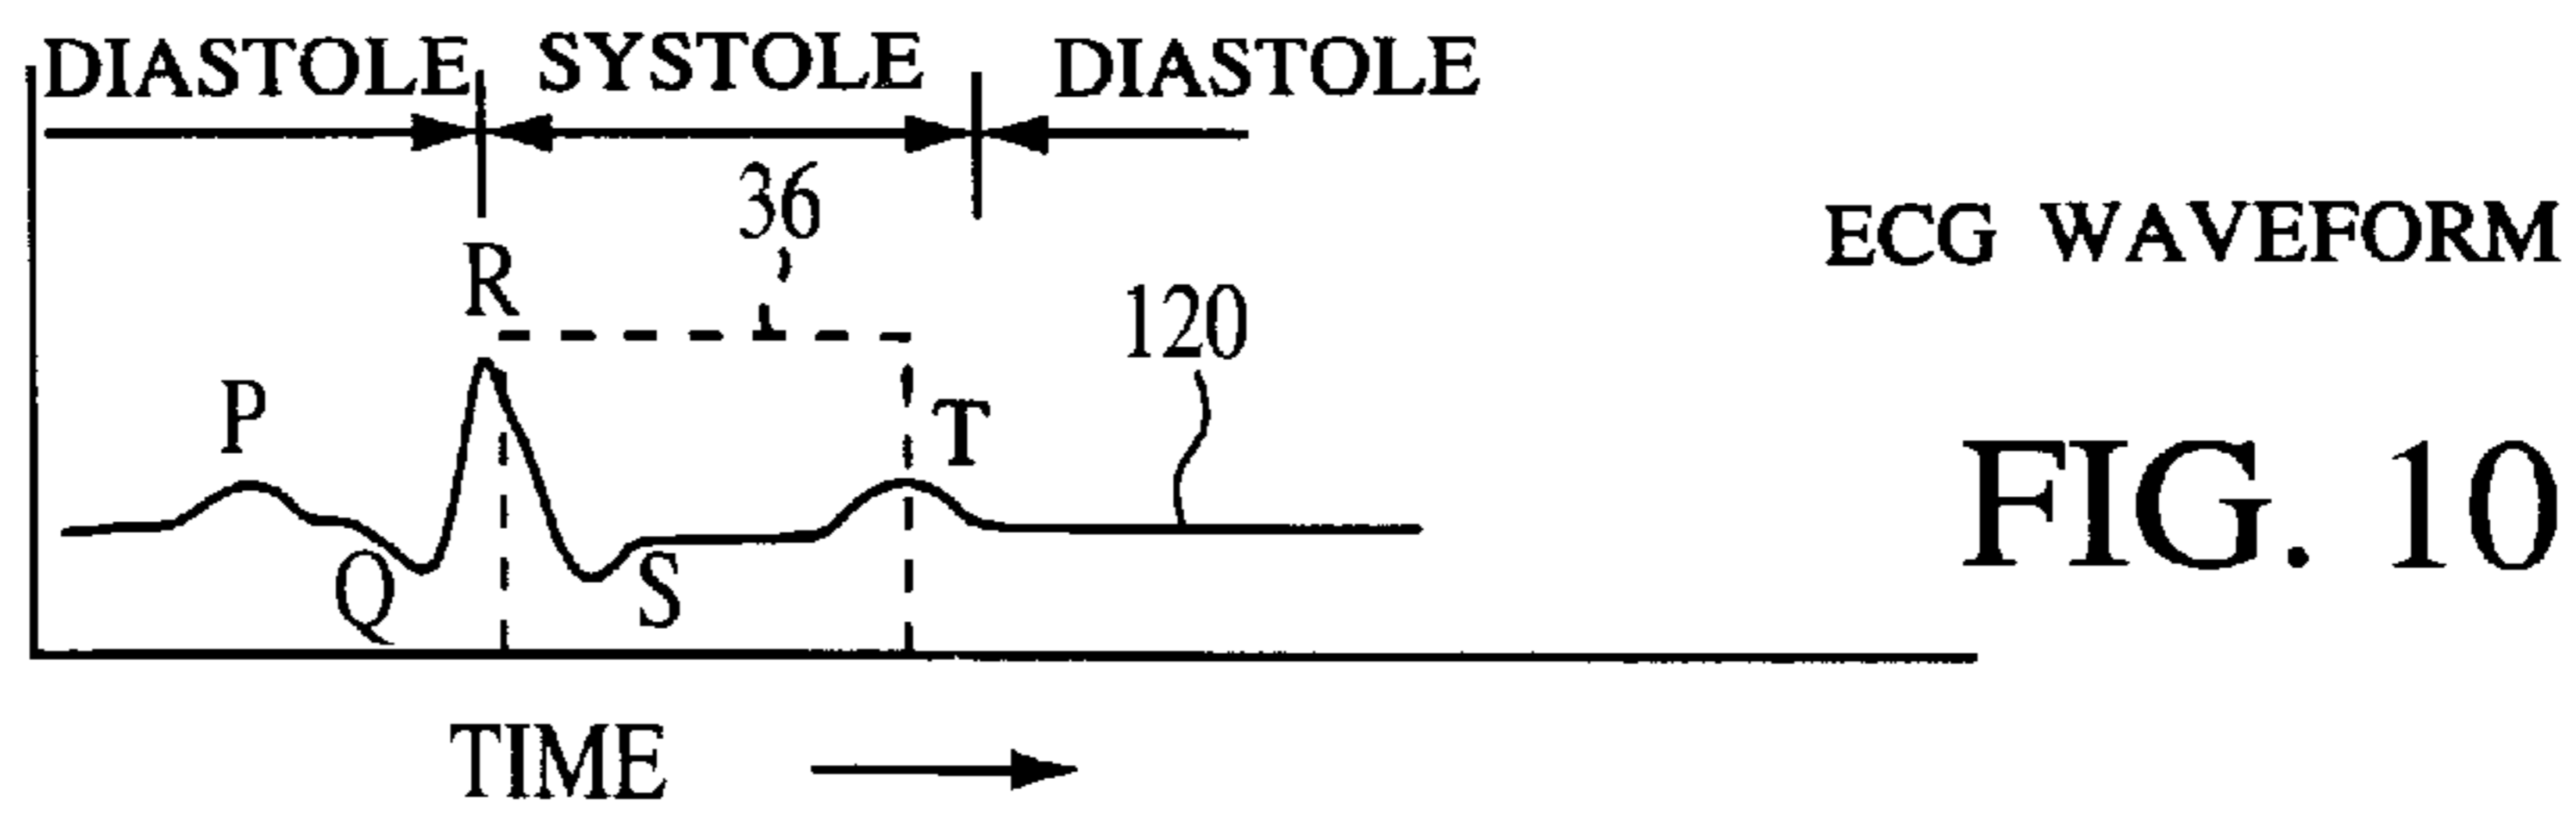 DIASTOLE SYSTOLE DIASTOLE
36
ECG WAVEFORM
R
120
P
T
FIG. 10
Q
S
TIME